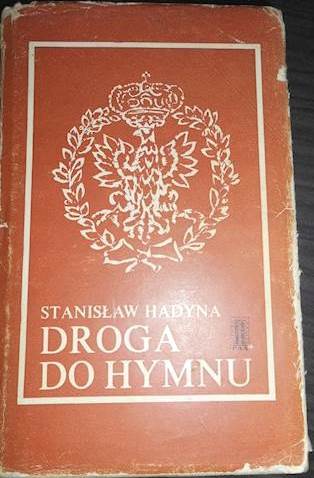 STANISŁAW HADYNA
DROGA
DO HYMNU